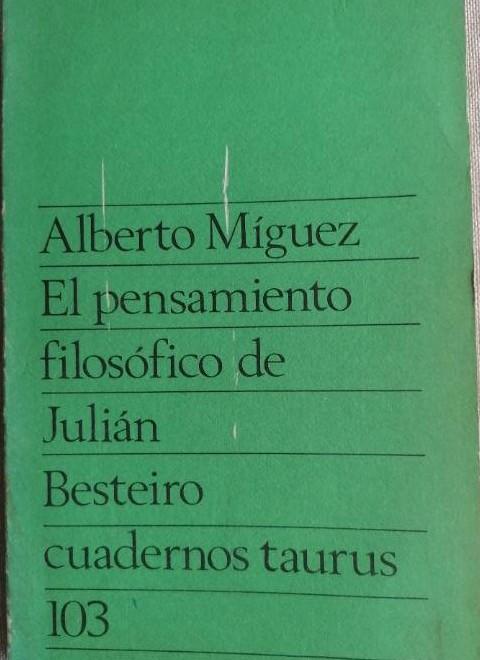 Alberto Míguez
El pensamiento
filosófico de
Julián
Besteiro
cuadernos taurus
103